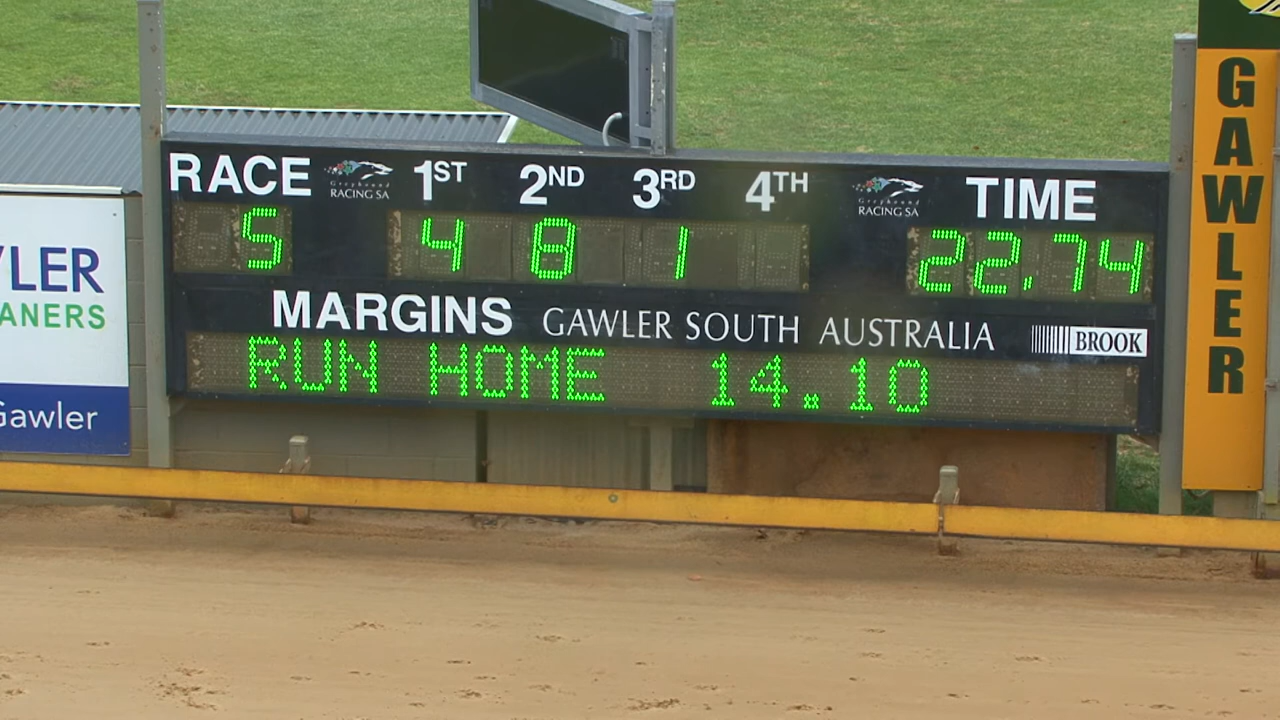 RACE Greyhound RACING SA 1ST 2ND 3RD 4TH Greyhound RACING SA TIME
5 4 8 1 22.74
MARGINS GAWLER SOUTH AUSTRALIA BROOK
RUN HOME 14.10
LER
ANERS
Gawler
GAWLER